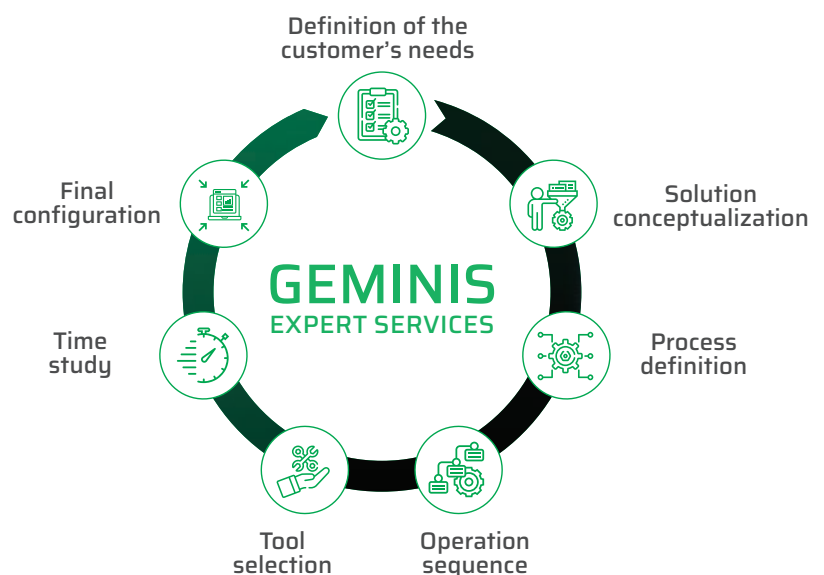 Definition of the
customer's needs
Solution
conceptualization
Process
definition
Operation
sequence
Tool
selection
Time
study
Final
configuration
GEMINIS
EXPERT SERVICES